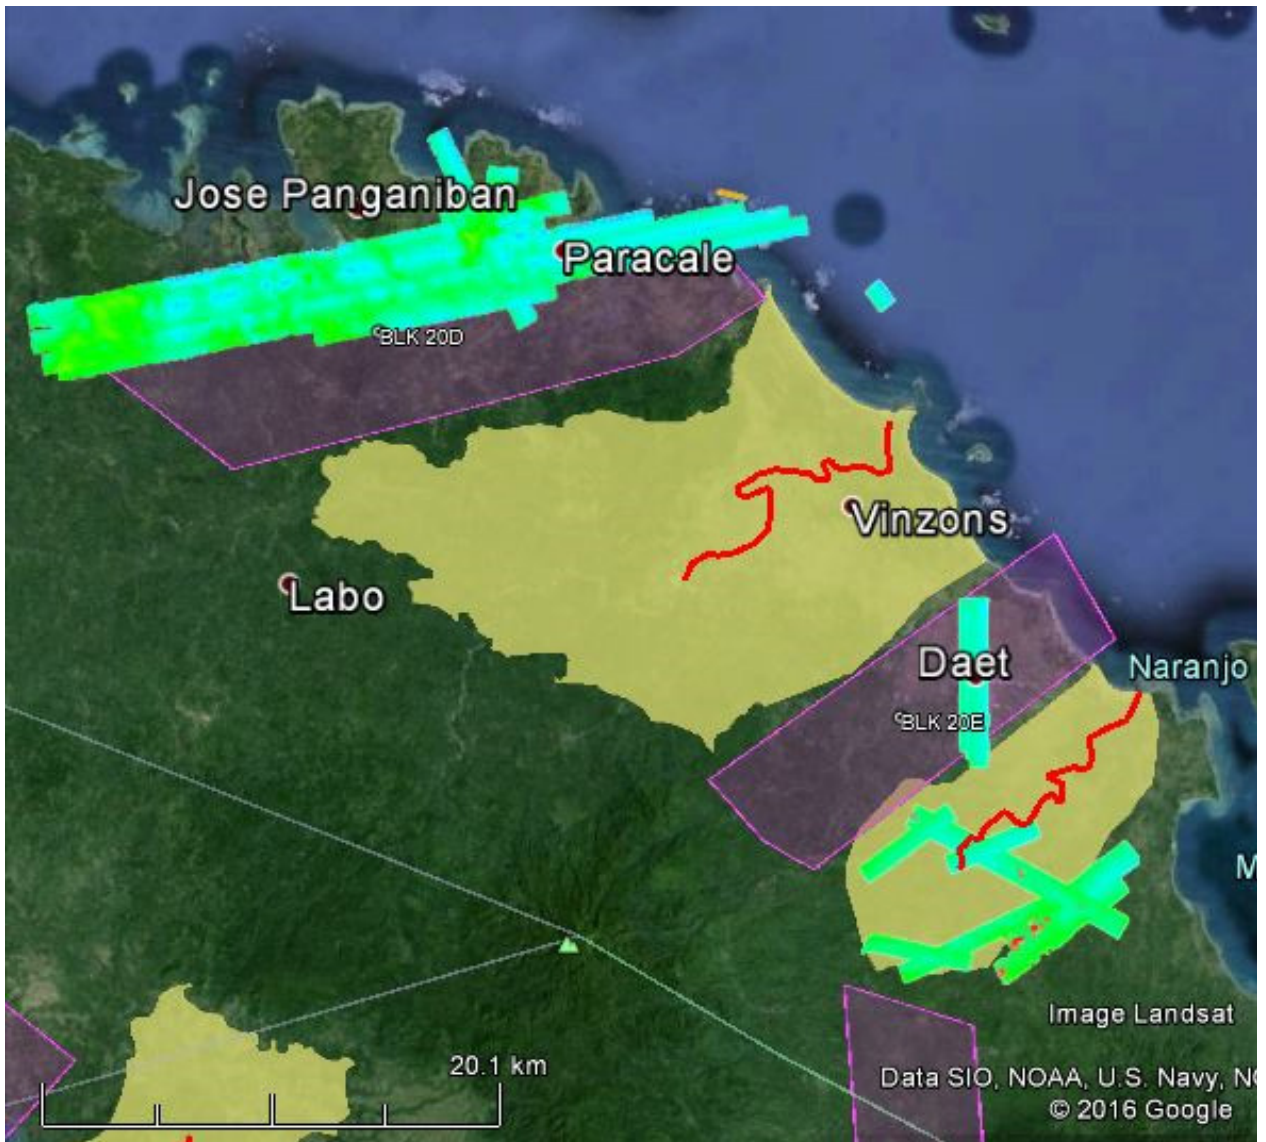 Jose Panganiban
Paracale
BLK 20D
Vinzons
Labo
Daet
Naranjo
BLK 20E
M
Image Landsat
20.1 km
Data SIO, NOAA, U.S. Navy, N
© 2016 Google